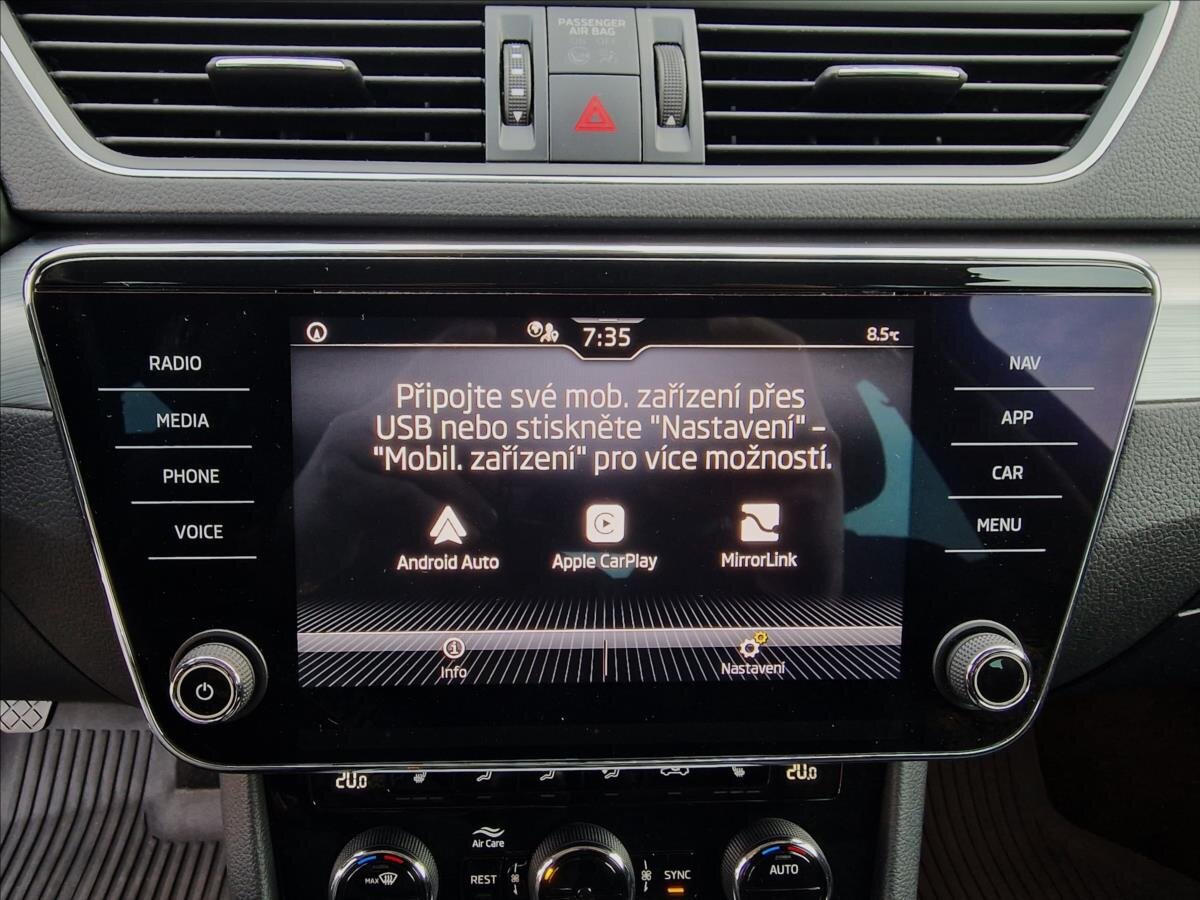 PASSENGER
AIR BAG
ON OFF
7:35
8.5°C
RADIO
MEDIA
PHONE
VOICE
Připojte své mob. zařízení přes
USB nebo stiskněte "Nastavení" –
"Mobil. zařízení" pro více možností.
Android Auto
Apple CarPlay
MirrorLink
Info
Nastavení
NAV
APP
CAR
MENU
20.0
20.0
Air Care
MAX
REST
SYNC
AUTO